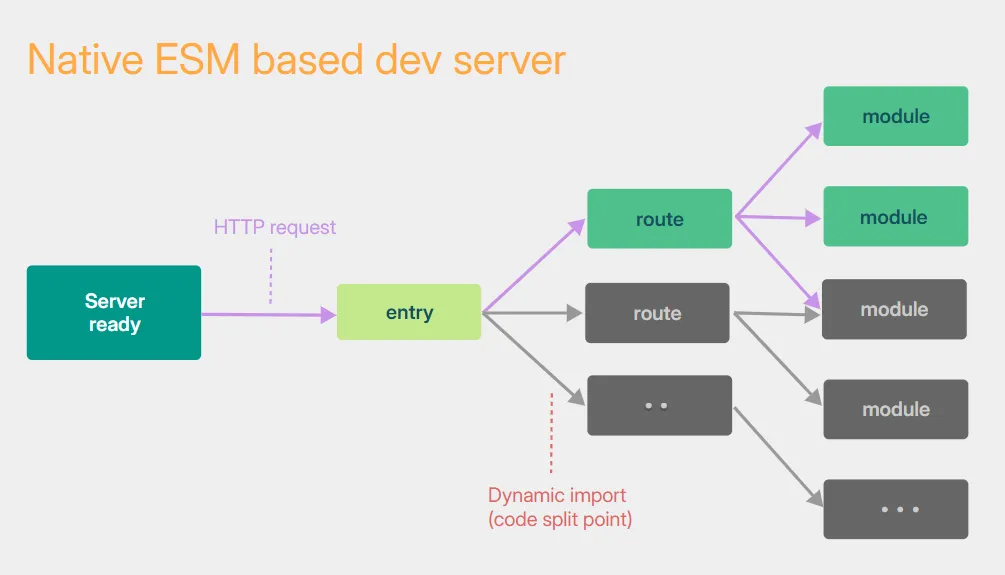 Native ESM based dev server
Server
ready
HTTP request
entry
route
route
• •
Dynamic import
(code split point)
module
module
module
module
• • •